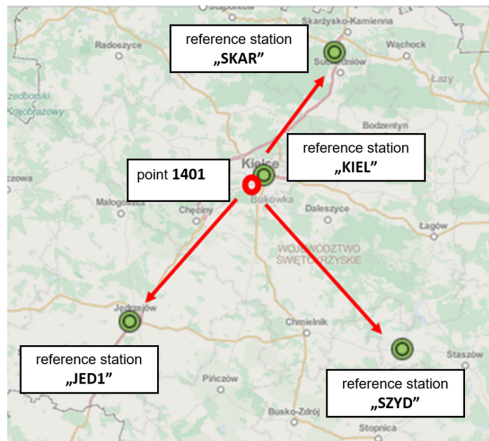 Skarżysko-Kamienna
Radoszyce
reference station
„SKAR”
Wąchock
Łazy
Bodzentyn
reference station
„KIEL”
Kielce
point 1401
Bukówka
Małogoszcz
Chęciny
Daleszyce
Łagów
WOJEWÓDZTWO
ŚWIĘTOKRZYSKIE
Jędrzejów
Chmielnik
reference station
„JED1”
Staszów
Pińczów
reference station
„SZYD”
Busko-Zdrój
Stopnica